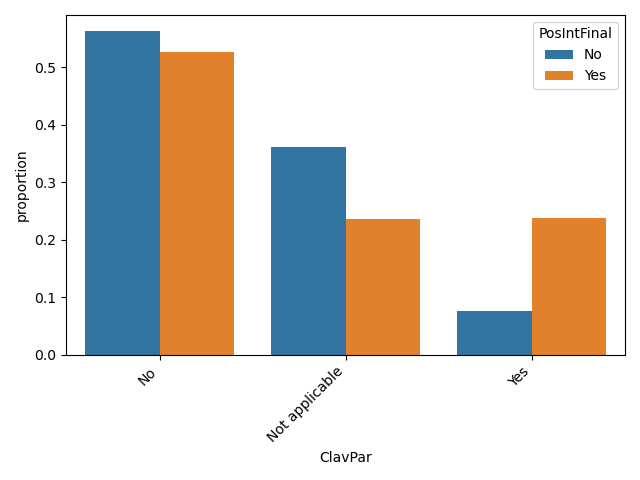 PosIntFinal
No
Yes
proportion
0.5
0.4
0.3
0.2
0.1
0.0
No
Not applicable
Yes
ClavPar